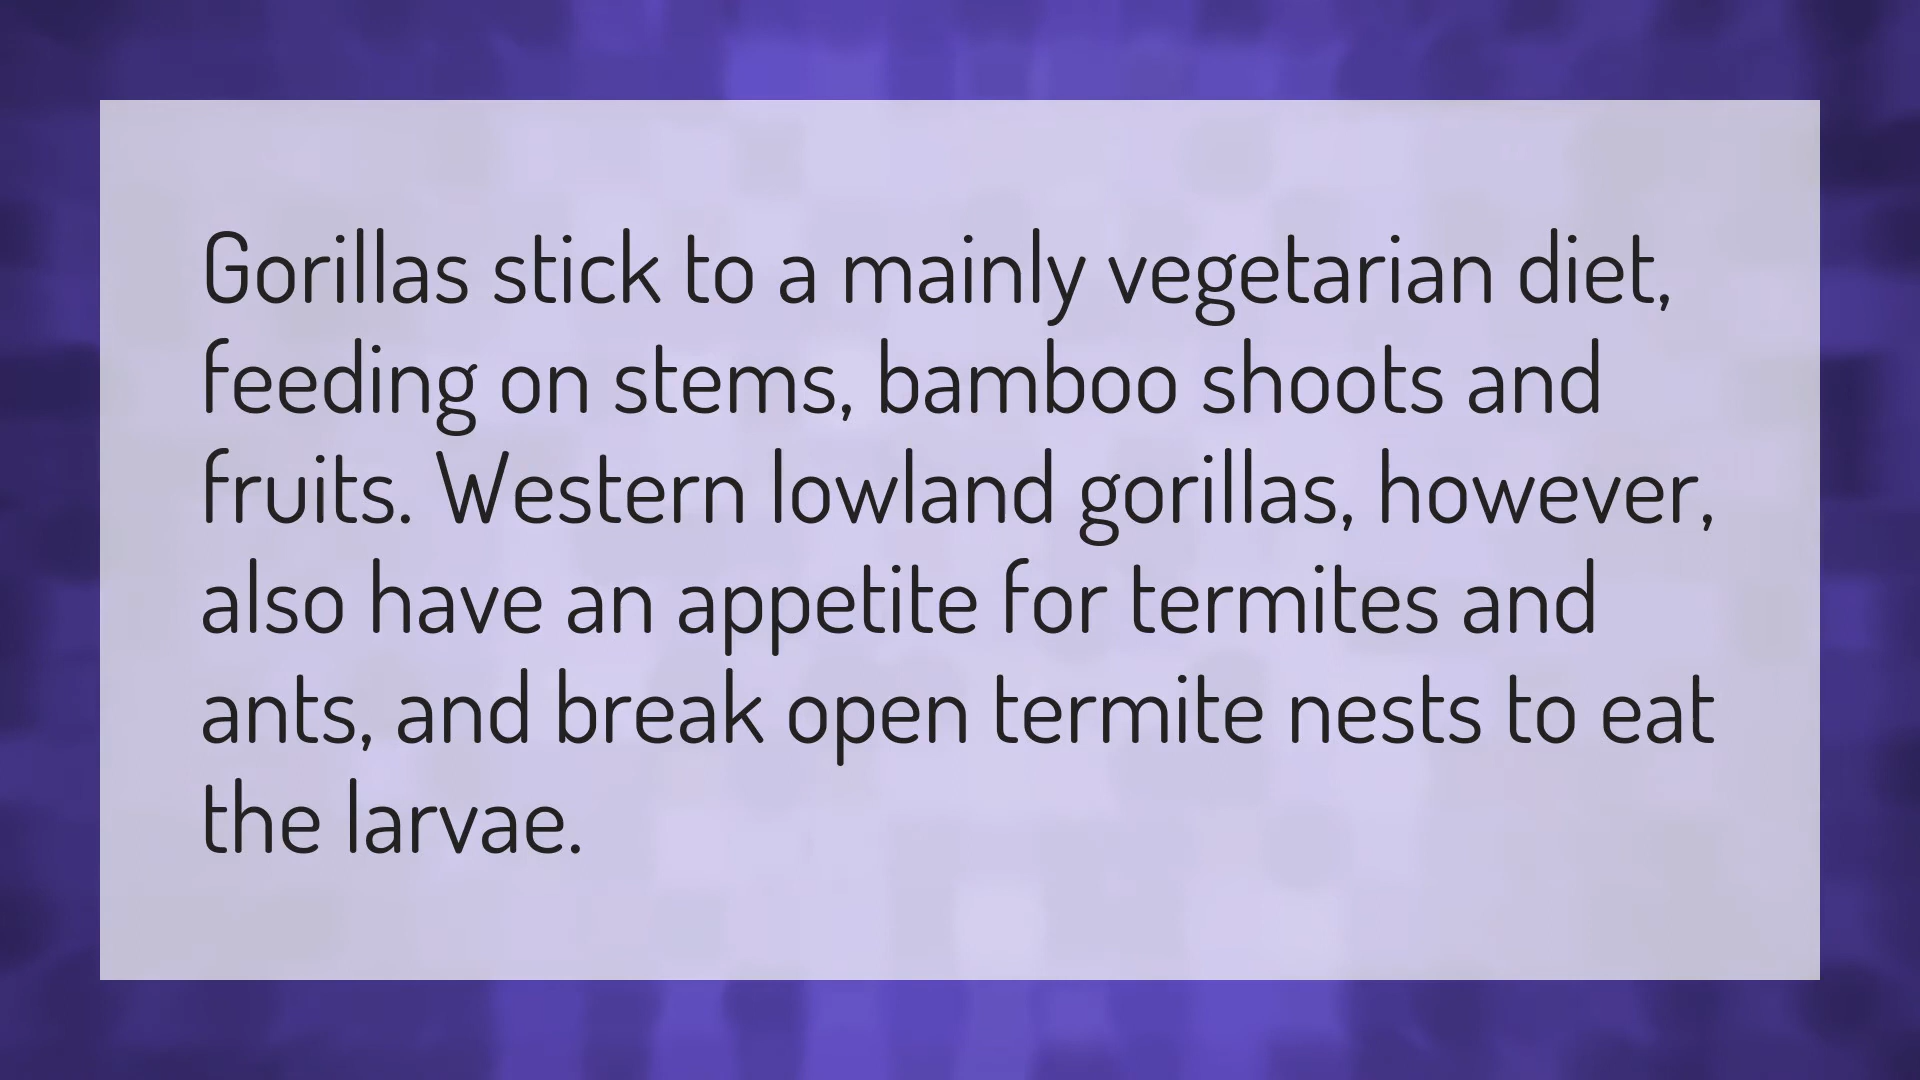 Gorillas stick to a mainly vegetarian diet,
feeding on stems, bamboo shoots and
fruits. Western lowland gorillas, however,
also have an appetite for termites and
ants, and break open termite nests to eat
the larvae.